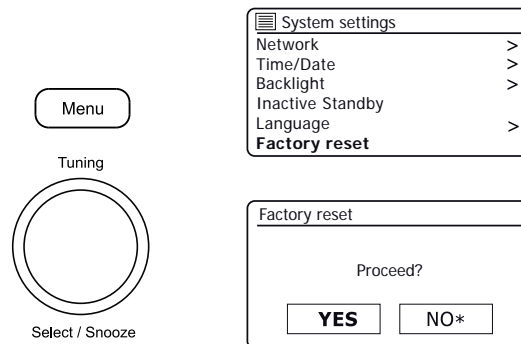 Menu
Tuning
Select / Snooze
System settings
Network >
Time/Date >
Backlight >
Inactive Standby
Language >
Factory reset
Factory reset
Proceed?
YES NO*